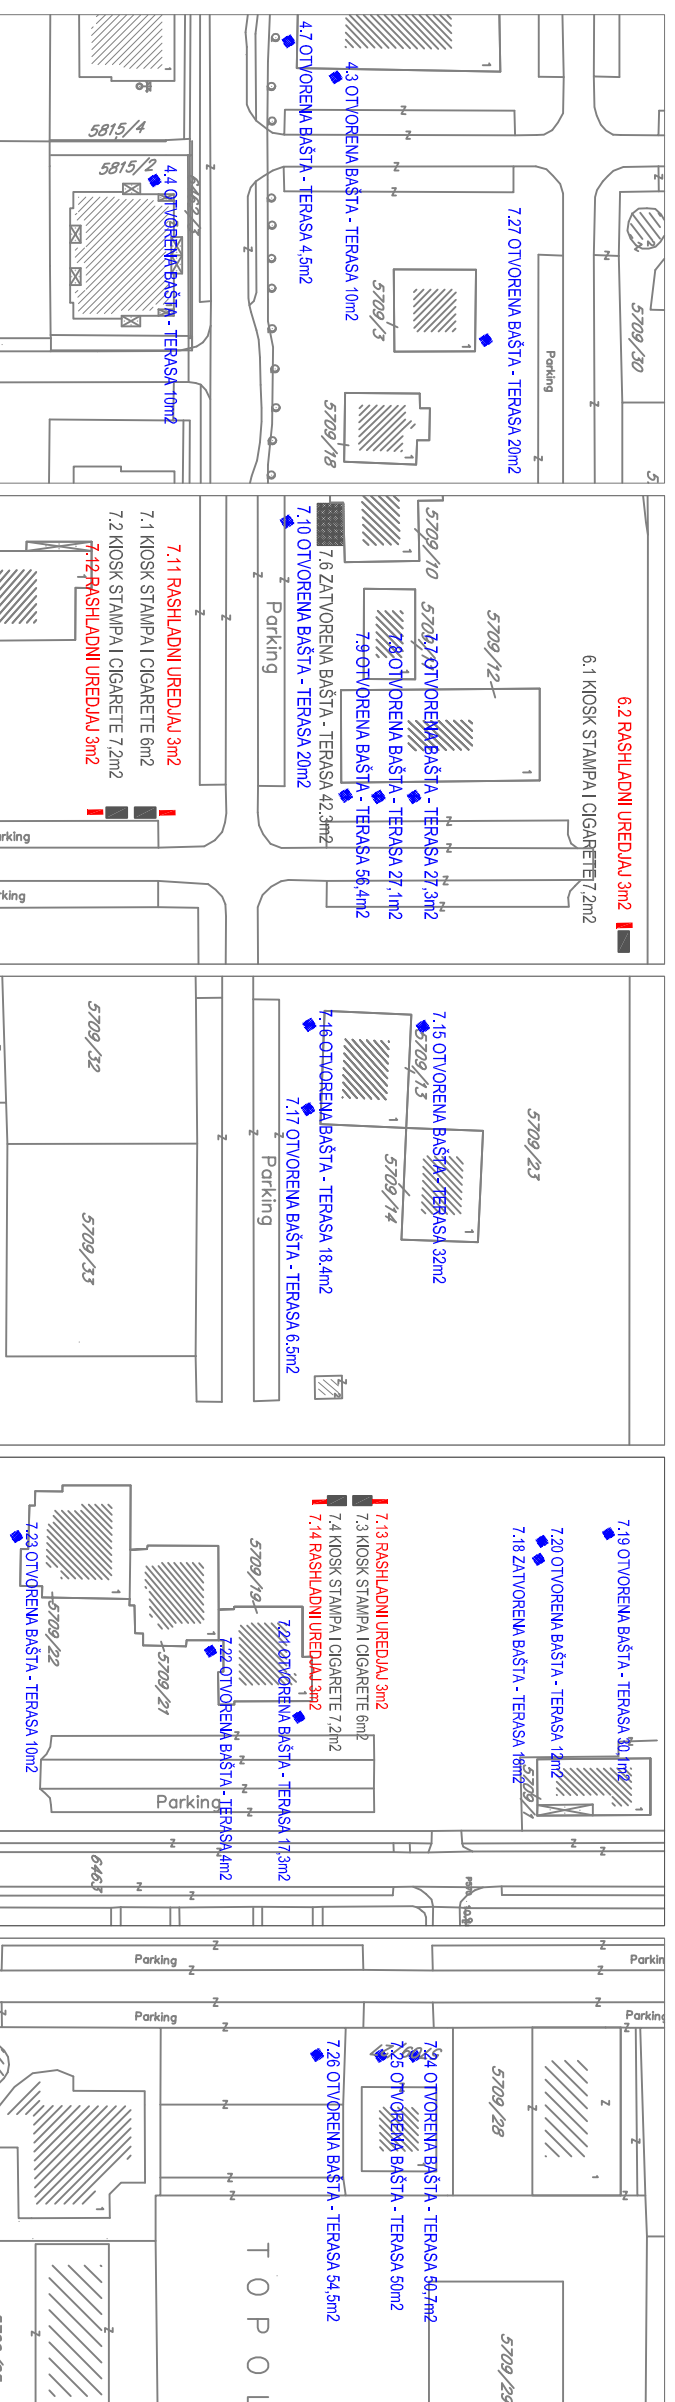 4.7 OTVORENA BAŠTA - TERASA 4,5m2
4.3 OTVORENA BAŠTA - TERASA 10m2
4.4 OTVORENA BAŠTA - TERASA 10m2
7.27 OTVORENA BAŠTA - TERASA 20m2
5815/4
5815/2
5709/3
5709/18
5709/30
Parking
6.2 RASHLADNI UREDJAJ 3m2
6.1 KIOSK STAMPA I CIGARETE 7,2m2
5709/12
5709/10
7.7 OTVORENA BAŠTA - TERASA 27,3m2
7.8 OTVORENA BAŠTA - TERASA 27,1m2
7.9 OTVORENA BAŠTA - TERASA 56,4m2
7.6 ZATVORENA BAŠTA - TERASA 42.3m2
7.10 OTVORENA BAŠTA - TERASA 20m2
Parking
7.11 RASHLADNI UREDJAJ 3m2
7.1 KIOSK STAMPA I CIGARETE 6m2
7.2 KIOSK STAMPA I CIGARETE 7,2m2
7.12 RASHLADNI UREDJAJ 3m2
rking
rking
5709/23
7.15 OTVORENA BAŠTA - TERASA 32m2
5709/13
5709/14
7.16 OTVORENA BAŠTA - TERASA 18.4m2
7.17 OTVORENA BAŠTA - TERASA 6.5m2
Parking
5709/32
5709/33
7.19 OTVORENA BAŠTA - TERASA 30,1m2
7.20 OTVORENA BAŠTA - TERASA 12m2
7.18 ZATVORENA BAŠTA - TERASA 18m2
5709/1
7.13 RASHLADNI UREDJAJ 3m2
7.3 KIOSK STAMPA I CIGARETE 6m2
7.4 KIOSK STAMPA I CIGARETE 7,2m2
7.14 RASHLADNI UREDJAJ 3m2
7.21 OTVORENA BAŠTA - TERASA 17,3m2
5709/19
7.22 OTVORENA BAŠTA - TERASA 4m2
5709/21
5709/22
7.23 OTVORENA BAŠTA - TERASA 10m2
Parking
6463
Parking
Parkin
Parking
Parking
5709/28
7.24 OTVORENA BAŠTA - TERASA 50,7m2
7.25 OTVORENA BAŠTA - TERASA 50m2
7.26 OTVORENA BAŠTA - TERASA 54,5m2
5709/29
T O P O L